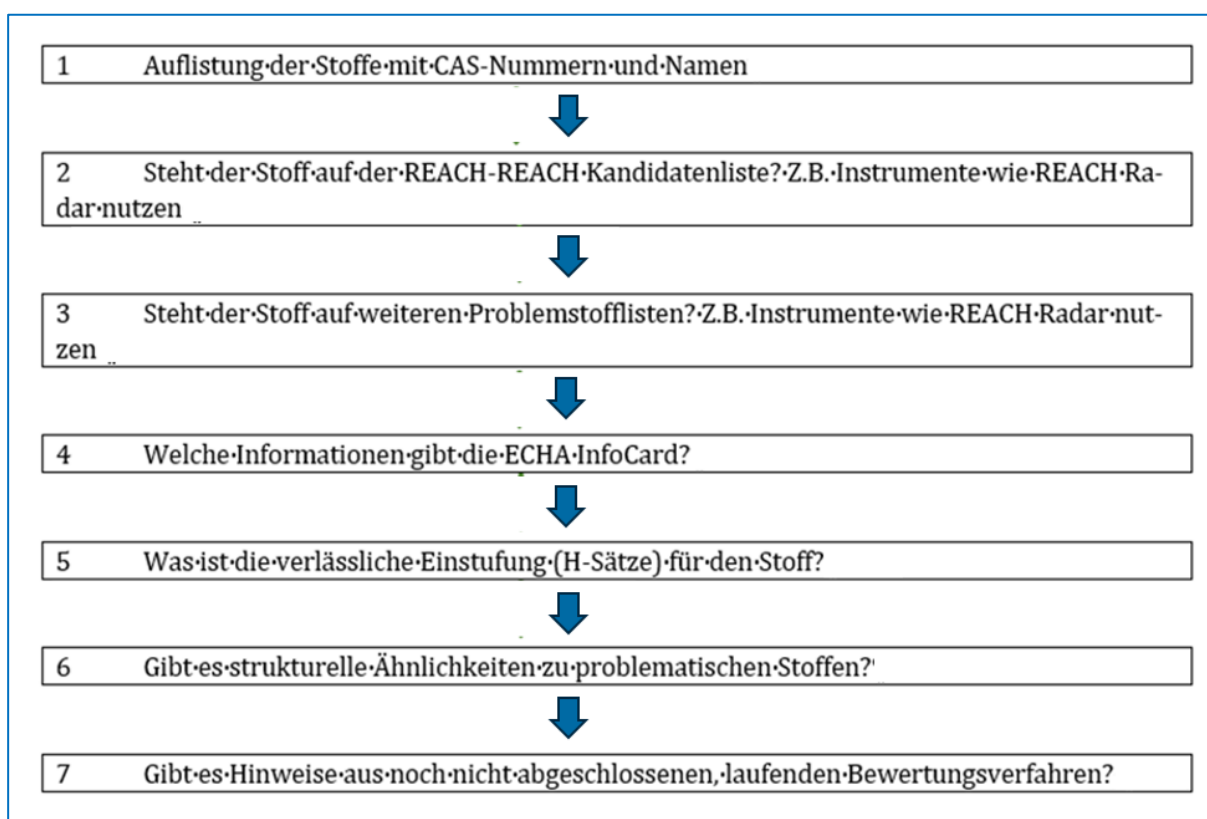 1 Auflistung·der·Stoffe·mit·CAS-Nummern·und·Namen
2 Steht·der·Stoff·auf·der·REACH-REACH·Kandidatenliste?·Z.B.·Instrumente·wie·REACH·Ra-
dar·nutzen
3 Steht·der·Stoff·auf·weiteren·Problemstofflisten?·Z.B.·Instrumente·wie·REACH·Radar·nut-
zen
4 Welche·Informationen·gibt·die·ECHA·InfoCard?
5 Was·ist·die·verlässliche·Einstufung·(H-Sätze)·für·den·Stoff?
6 Gibt·es·strukturelle·Ähnlichkeiten·zu·problematischen·Stoffen?
7 Gibt·es·Hinweise·aus·noch·nicht·abgeschlossenen,·laufenden·Bewertungsverfahren?